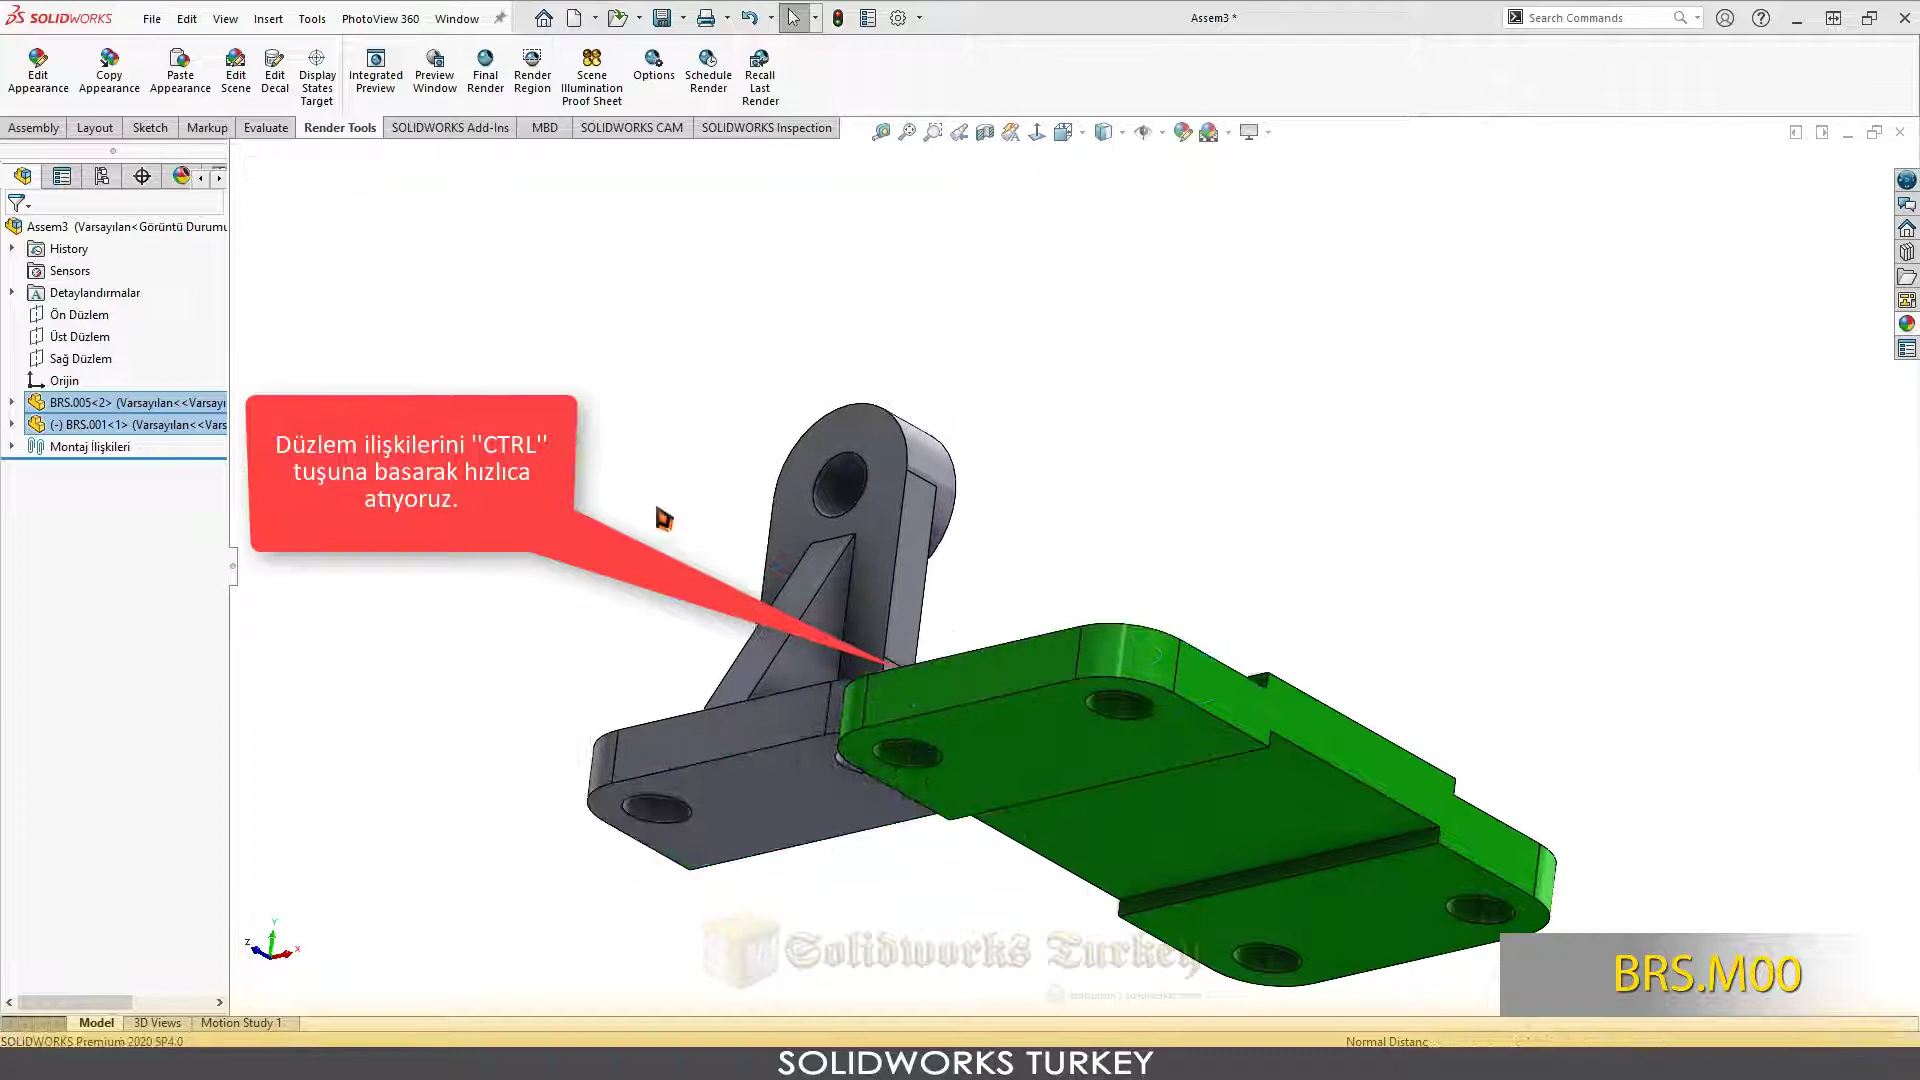 SOLIDWORKS
File Edit View Insert Tools PhotoView 360 Window
Assem3 *
Search Commands
Edit Appearance
Copy Appearance
Paste Appearance
Edit Scene
Edit Decal
Display States Target
Integrated Preview
Preview Window
Final Render
Render Region
Scene Illumination Proof Sheet
Options
Schedule Render
Recall Last Render
Assembly Layout Sketch Markup Evaluate Render Tools SOLIDWORKS Add-Ins MBD SOLIDWORKS CAM SOLIDWORKS Inspection
Assem3 (Varsayılan<Görüntü Durumu
History
Sensors
A Detaylandırmalar
Ön Düzlem
Üst Düzlem
Sağ Düzlem
Orijin
BRS.005<2> (Varsayılan<<Varsayı
(-) BRS.001<1> (Varsayılan<<Vars
Montaj İlişkileri
Düzlem ilişkilerini "CTRL"
tuşuna basarak hızlıca
atıyoruz.
Y
Z
X
Solidworks Turkey
BRS.M00
Model 3D Views Motion Study 1
SOLIDWORKS Premium 2020 SP4.0
Normal Distanc
SOLIDWORKS TURKEY